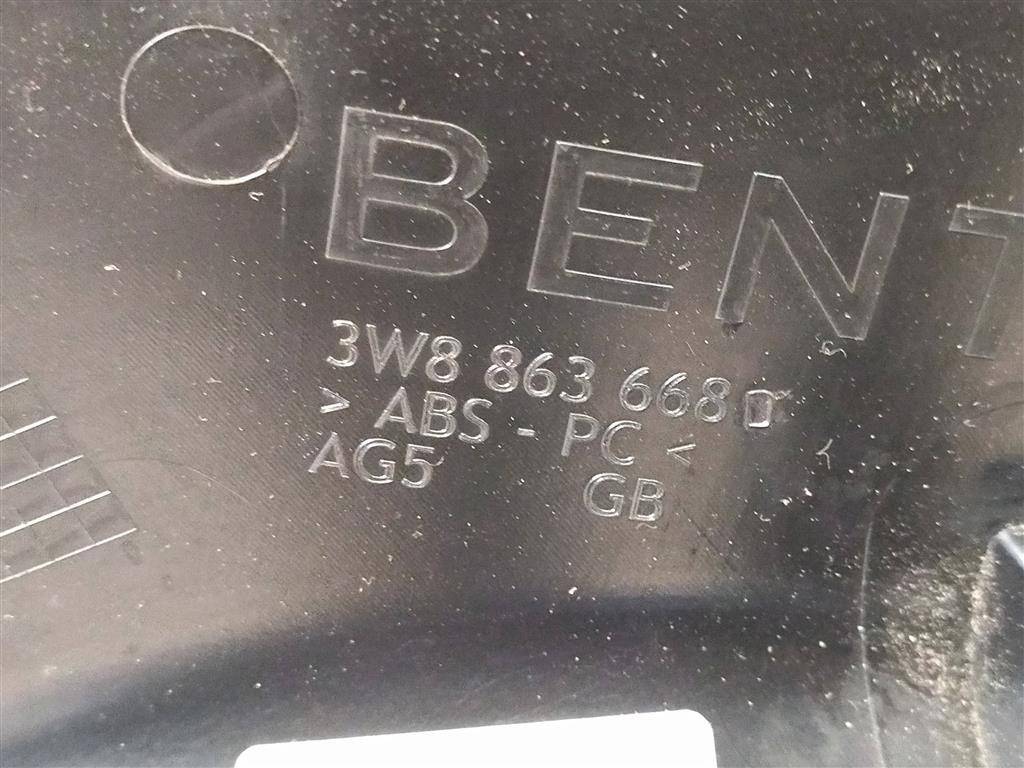 BENT
3W8 863 668 D
> ABS - PC <
AG5 GB